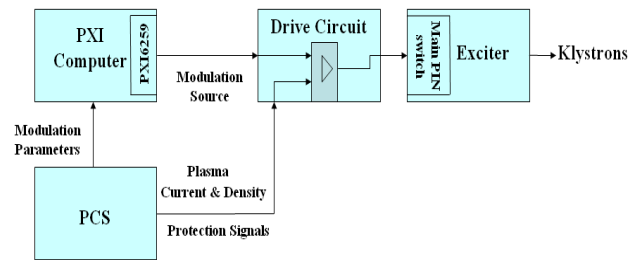 PXI
Computer
PXI6259
Modulation
Source
Drive Circuit
Main PIN
switch
Exciter
Klystrons
Modulation
Parameters
Plasma
Current & Density
PCS
Protection Signals